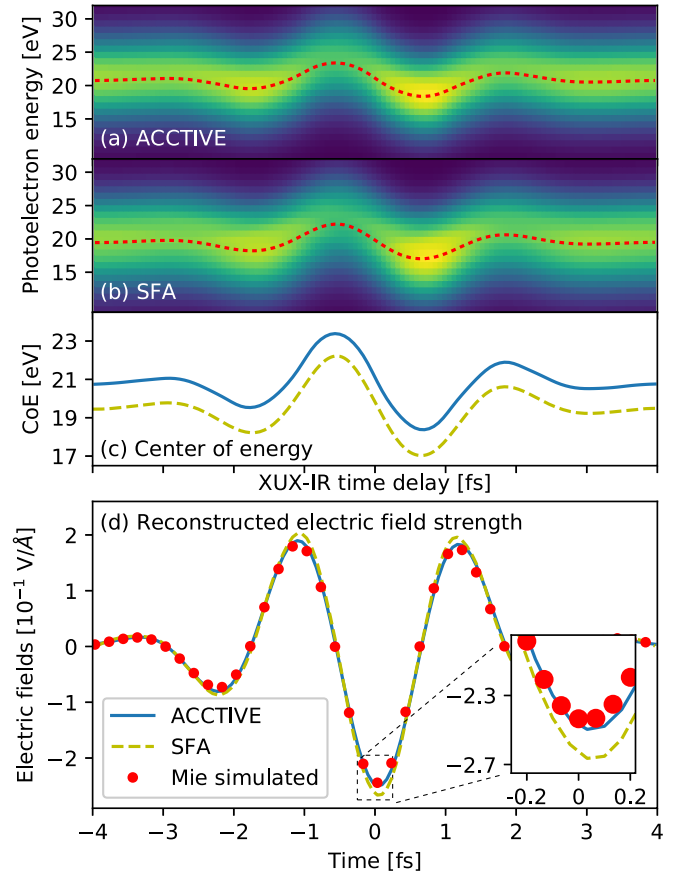 30
25
20
15
(a) ACCTIVE
30
25
20
15
(b) SFA
Photoelectron energy [eV]
23
21
19
17
CoE [eV]
(c) Center of energy
XUX-IR time delay [fs]
(d) Reconstructed electric field strength
2
1
0
−1
−2
Electric fields [10⁻¹ V/Å]
ACCTIVE
SFA
Mie simulated
−2.3
−2.7
−0.2
0
0.2
−4
−3
−2
−1
0
1
2
3
4
Time [fs]